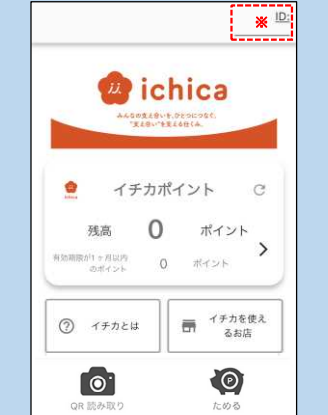 ※ ID:
ii
ichica
みんなの支え合いを、ひとつにつなぐ。
"支え合い"を支える仕くみ。
イチカポイント
ichica
残高 0 ポイント
有効期限が1ヶ月以内
のポイント 0 ポイント
イチカとは
イチカを使え
るお店
QR 読み取り
P
ためる